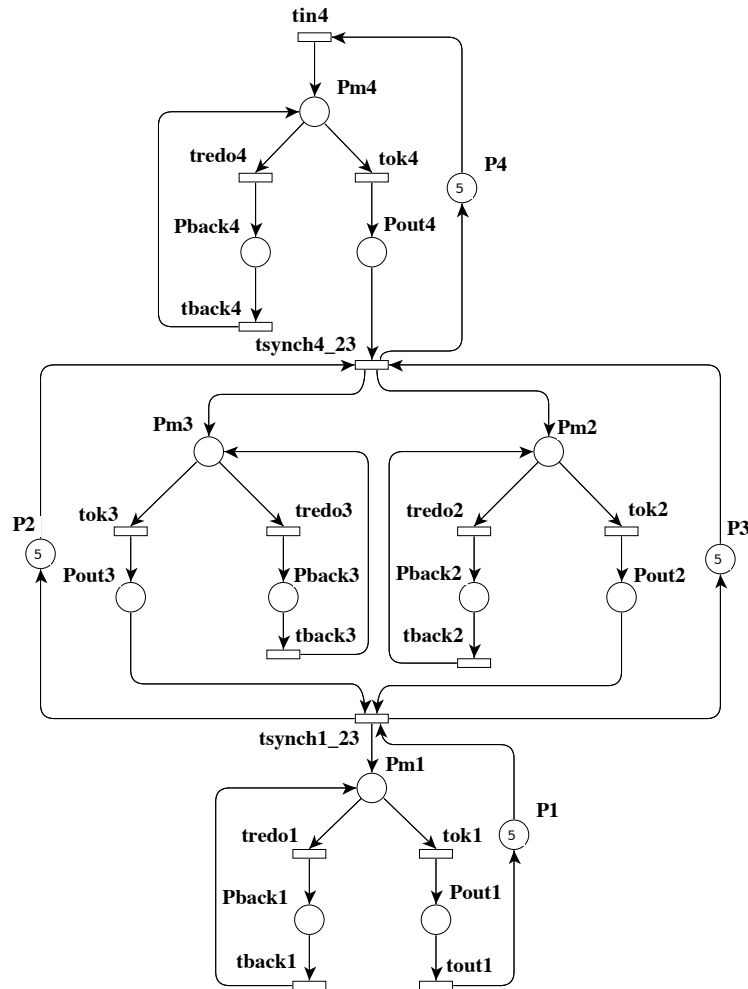 tin4
Pm4
tredo4
tok4
P4
5
Pback4
Pout4
tback4
tsynch4_23
Pm3
Pm2
P2
tok3
tredo3
tredo2
tok2
P3
5
5
Pout3
Pback3
Pback2
Pout2
tback3
tback2
tsynch1_23
Pm1
P1
tredo1
tok1
5
Pback1
Pout1
tback1
tout1